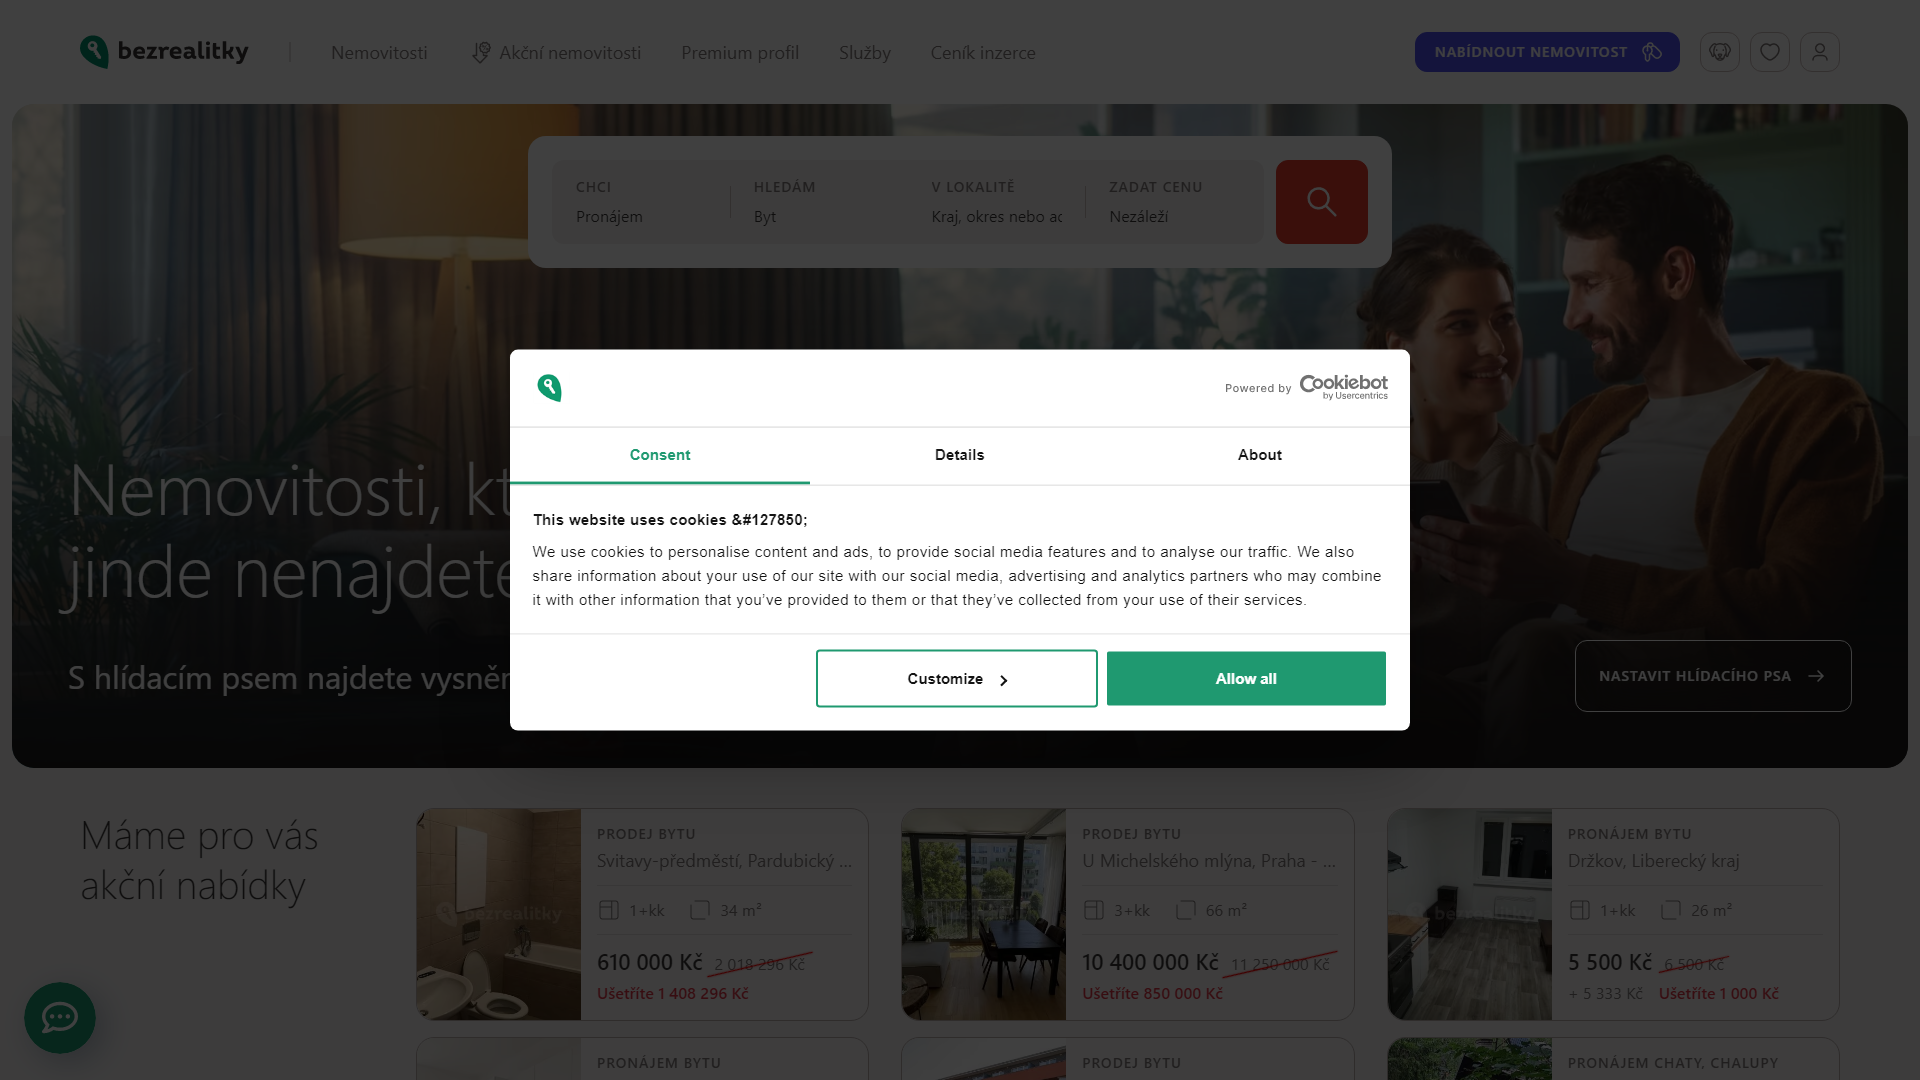 bezrealitky
Nemovitosti
Akční nemovitosti
Premium profil
Služby
Ceník inzerce
NABÍDNOUT NEMOVITOST
CHCI
Pronájem
HLEDÁM
Byt
V LOKALITĚ
Kraj, okres nebo
ZADAT CENU
Nezáleží
Powered by
Cookiebot
by Usercentrics
Consent
Details
About
This website uses cookies &#127850;
We use cookies to personalise content and ads, to provide social media features and to analyse our traffic. We also
share information about your use of our site with our social media, advertising and analytics partners who may combine
it with other information that you’ve provided to them or that they’ve collected from your use of their services.
Customize
Allow all
Nemovitosti,
jinde nenajdete
S hlídacím psem najdete
NASTAVIT HLÍDACÍHO PSA
Máme pro vás
akční nabídky
PRODEJ BYTU
Svitavy-předměstí, Pardubický ...
1+kk
34 m²
610 000 Kč
2 018 296 Kč
Ušetříte 1 408 296 Kč
bezrealitky
PRODEJ BYTU
U Michelského mlýna, Praha - ...
3+kk
66 m²
10 400 000 Kč
11 250 000 Kč
Ušetříte 850 000 Kč
PRONÁJEM BYTU
Držkov, Liberecký kraj
1+kk
26 m²
5 500 Kč
6 500 Kč
+ 5 333 Kč
Ušetříte 1 000 Kč
bezrealitky
PRONÁJEM BYTU
PRODEJ BYTU
PRONÁJEM CHATY, CHALUPY